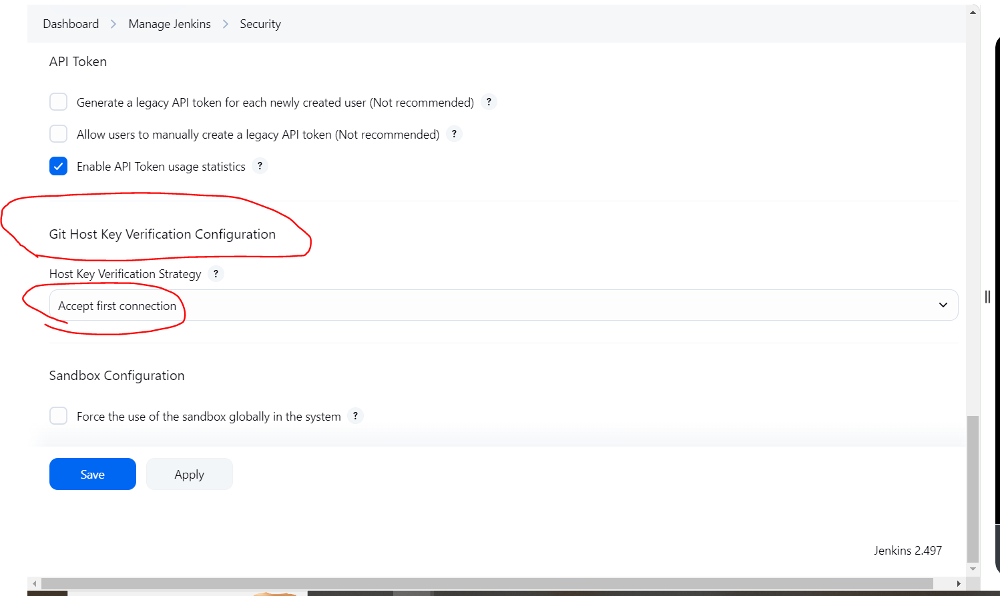 Dashboard > Manage Jenkins > Security
API Token
Generate a legacy API token for each newly created user (Not recommended) ?
Allow users to manually create a legacy API token (Not recommended) ?
Enable API Token usage statistics ?
Git Host Key Verification Configuration
Host Key Verification Strategy ?
Accept first connection
Sandbox Configuration
Force the use of the sandbox globally in the system ?
Save Apply
Jenkins 2.497